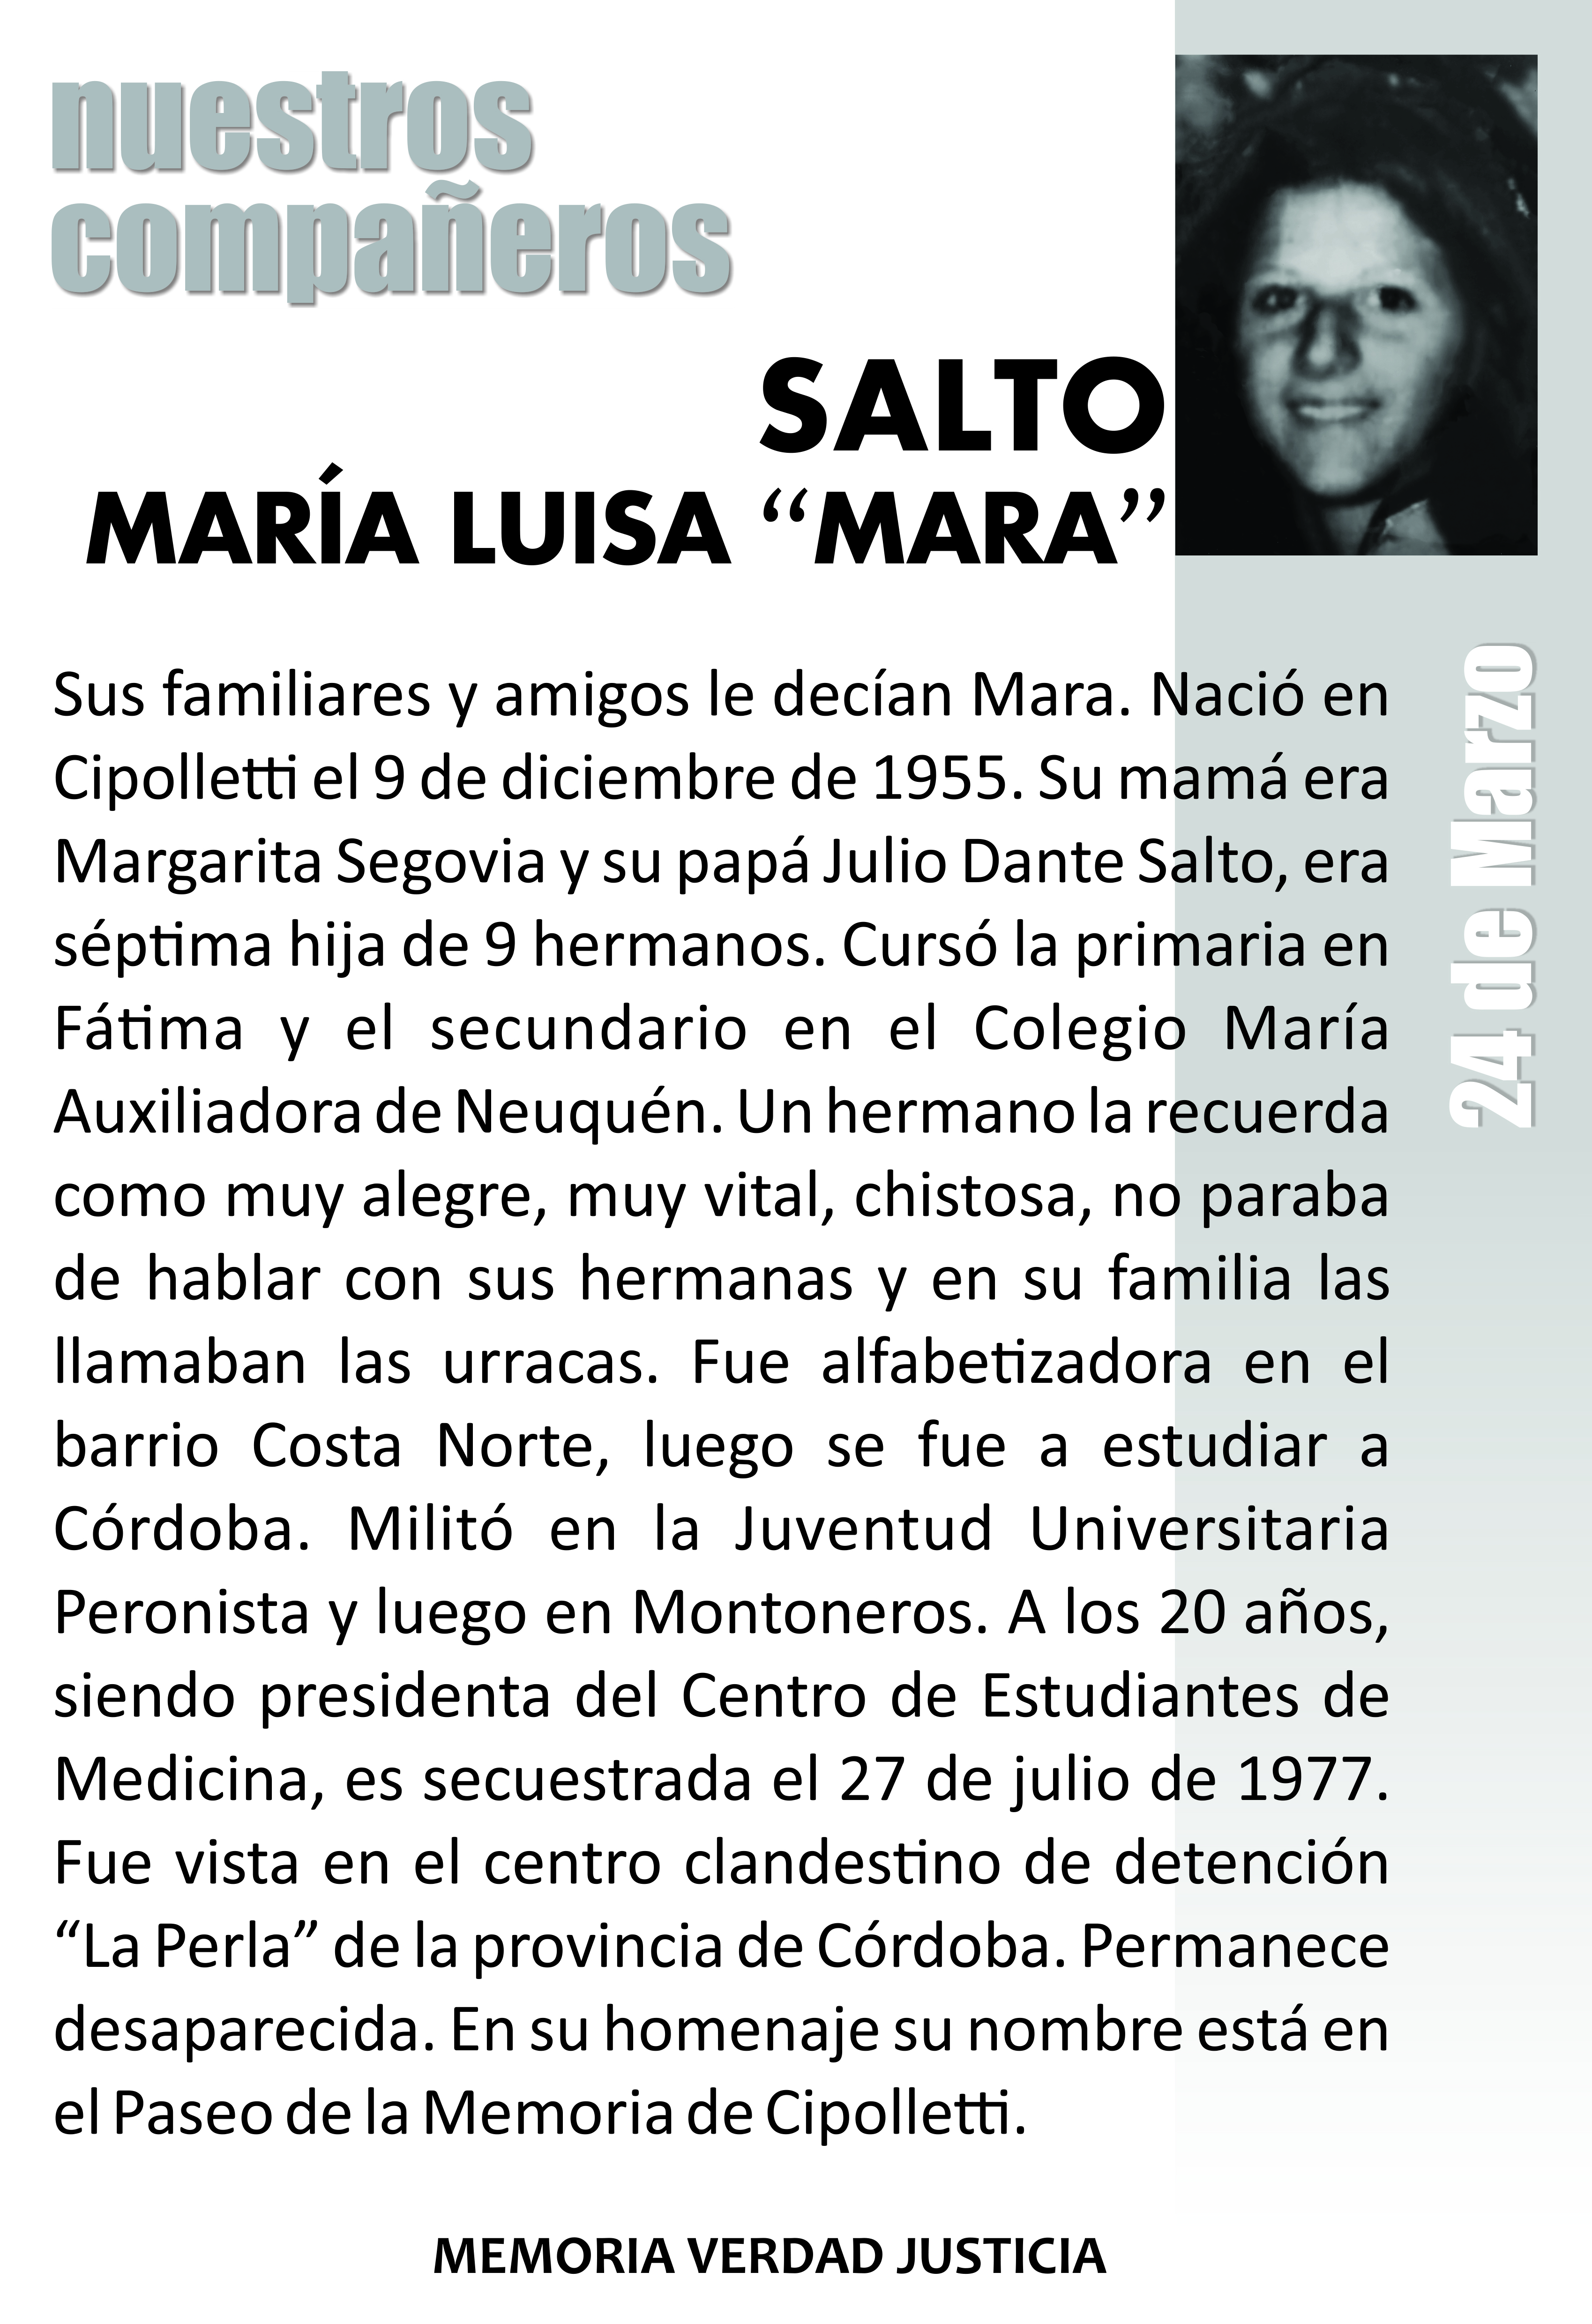 nuestros
compañeros
SALTO
MARÍA LUISA “MARA”
Sus familiares y amigos le decían Mara. Nació en
Cipolletti el 9 de diciembre de 1955. Su mamá era
Margarita Segovia y su papá Julio Dante Salto, era
séptima hija de 9 hermanos. Cursó la primaria en
Fátima y el secundario en el Colegio María
Auxiliadora de Neuquén. Un hermano la recuerda
como muy alegre, muy vital, chistosa, no paraba
de hablar con sus hermanas y en su familia las
llamaban las urracas. Fue alfabetizadora en el
barrio Costa Norte, luego se fue a estudiar a
Córdoba. Militó en la Juventud Universitaria
Peronista y luego en Montoneros. A los 20 años,
siendo presidenta del Centro de Estudiantes de
Medicina, es secuestrada el 27 de julio de 1977.
Fue vista en el centro clandestino de detención
“La Perla” de la provincia de Córdoba. Permanece
desaparecida. En su homenaje su nombre está en
el Paseo de la Memoria de Cipolletti.
24 de Marzo
MEMORIA VERDAD JUSTICIA